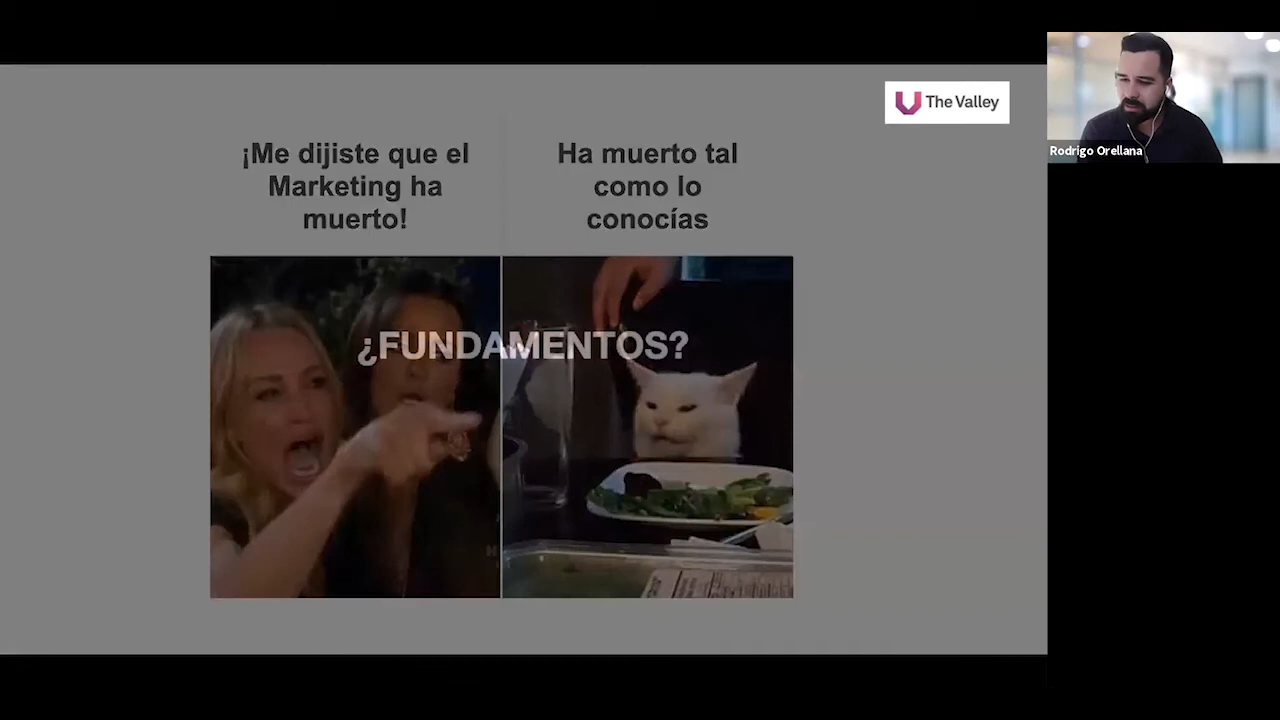 The Valley
Rodrigo Orellana
¡Me dijiste que el
Marketing ha
muerto!
Ha muerto tal
como lo
conocías
¿FUNDAMENTOS?